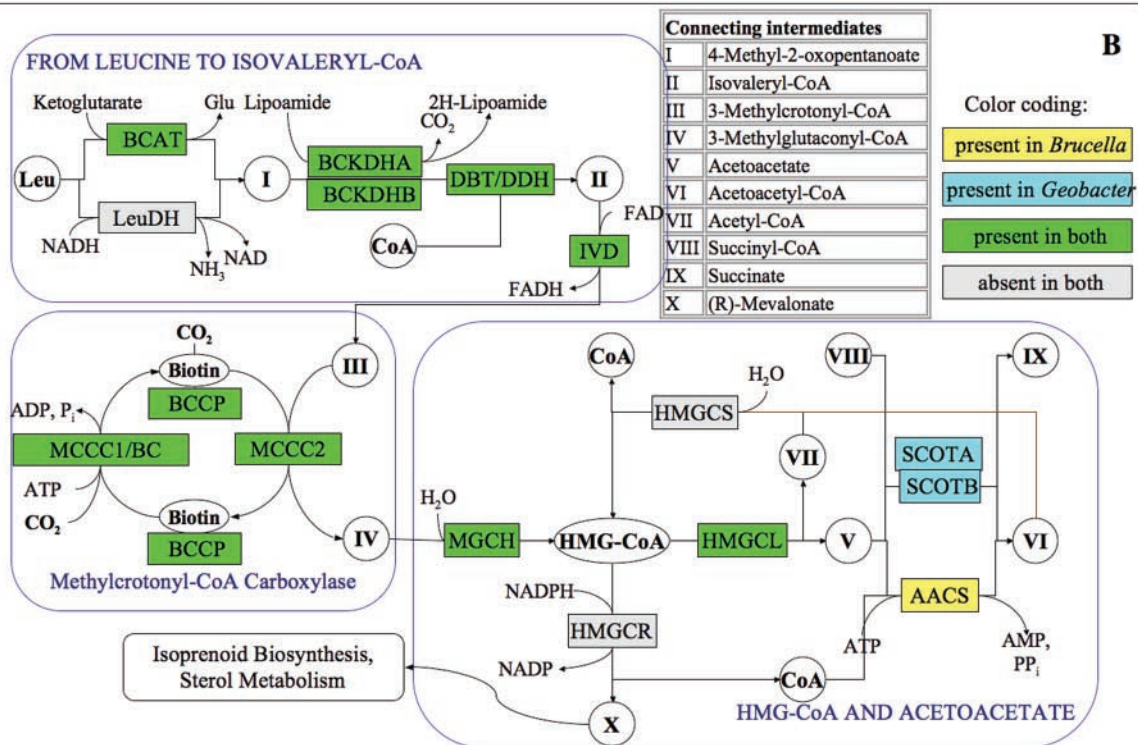 B
FROM LEUCINE TO ISOVALERYL-CoA
Ketoglutarate
Glu
Lipoamide
CO2
2H-Lipoamide
BCAT
BCKDHA
BCKDHB
DBT/DDH
Leu
I
II
LeuDH
NADH
NH3
NAD
CoA
FAD
IVD
FADH
Connecting intermediates
I 4-Methyl-2-oxopentanoate
II Isovaleryl-CoA
III 3-Methylcrotonyl-CoA
IV 3-Methylglutaconyl-CoA
V Acetoacetate
VI Acetoacetyl-CoA
VII Acetyl-CoA
VIII Succinyl-CoA
IX Succinate
X (R)-Mevalonate
Color coding:
present in Brucella
present in Geobacter
present in both
absent in both
CO2
Biotin
BCCP
III
ADP, Pi
MCCC1/BC
MCCC2
ATP
CO2
Biotin
BCCP
IV
Methylcrotonyl-CoA Carboxylase
CoA
VIII
IX
H2O
HMGCS
VII
SCOTA
SCOTB
H2O
MGCH
HMG-CoA
HMGCL
V
VI
NADPH
HMGCR
NADP
AACS
ATP
AMP,
PPi
CoA
X
HMG-CoA AND ACETOACETATE
Isoprenoid Biosynthesis,
Sterol Metabolism